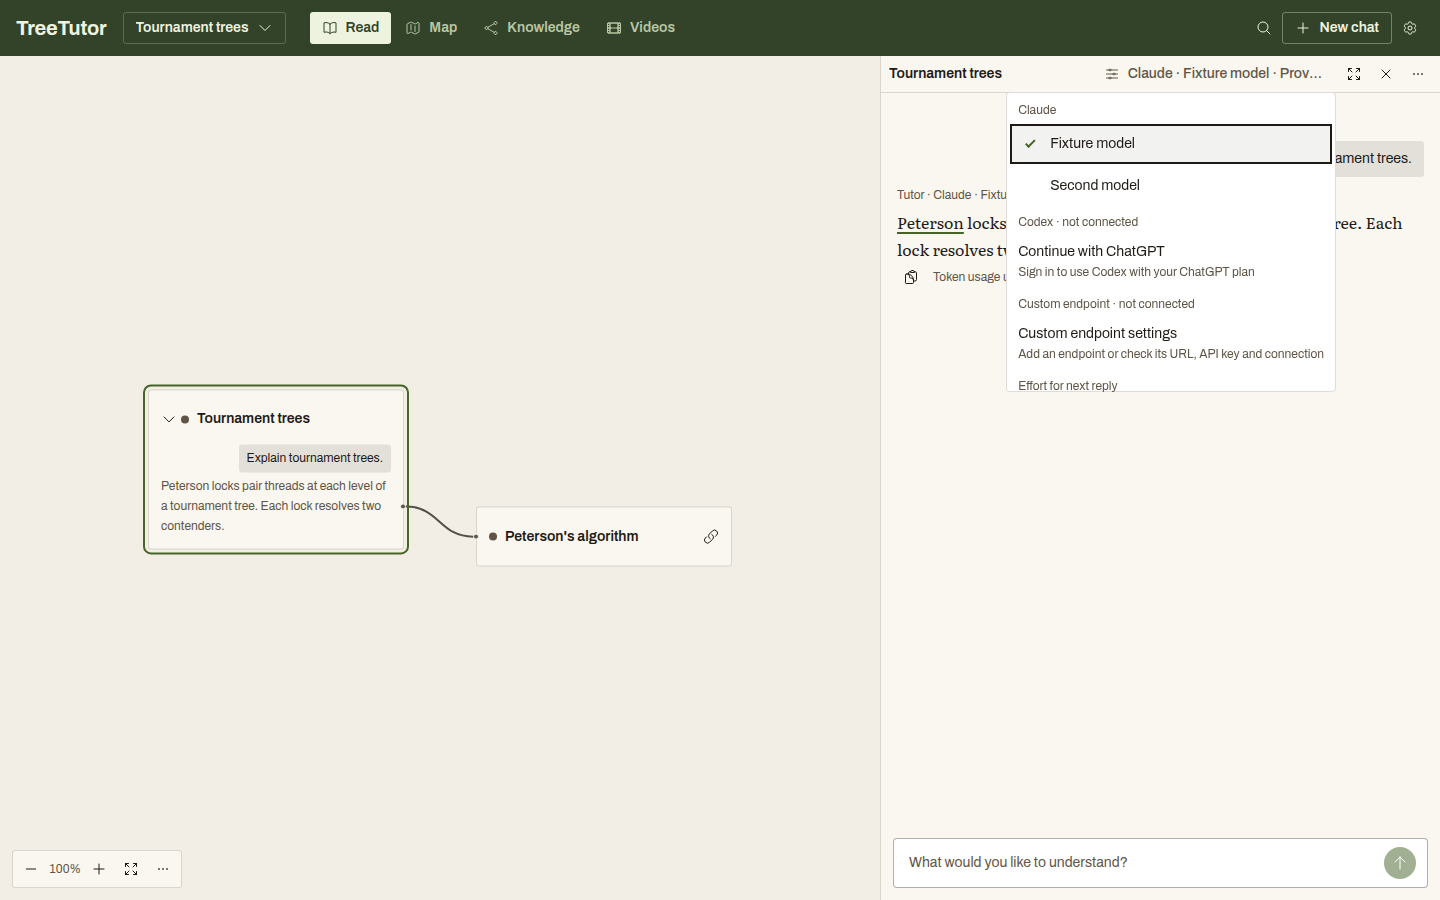 TreeTutor
Tournament trees
Read
Map
Knowledge
Videos
New chat
Tournament trees
Claude · Fixture model · Prov…
Claude
Fixture model
Second model
Codex · not connected
Continue with ChatGPT
Sign in to use Codex with your ChatGPT plan
Custom endpoint · not connected
Custom endpoint settings
Add an endpoint or check its URL, API key and connection
Effort for next reply
trees.
Tutor · Claude ·
Peterson locks
ree. Each
lock resolves
Token usage
Tournament trees
Explain tournament trees.
Peterson locks pair threads at each level of
a tournament tree. Each lock resolves two
contenders.
Peterson's algorithm
100%
What would you like to understand?